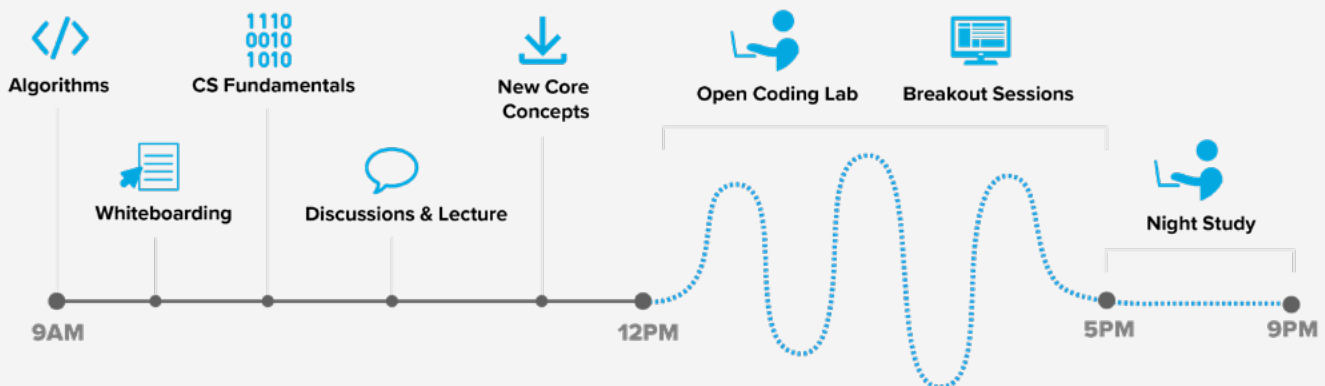 1110
0010
1010
Algorithms
CS Fundamentals
New Core
Concepts
Open Coding Lab
Breakout Sessions
Whiteboarding
Discussions & Lecture
Night Study
9AM
12PM
5PM
9PM